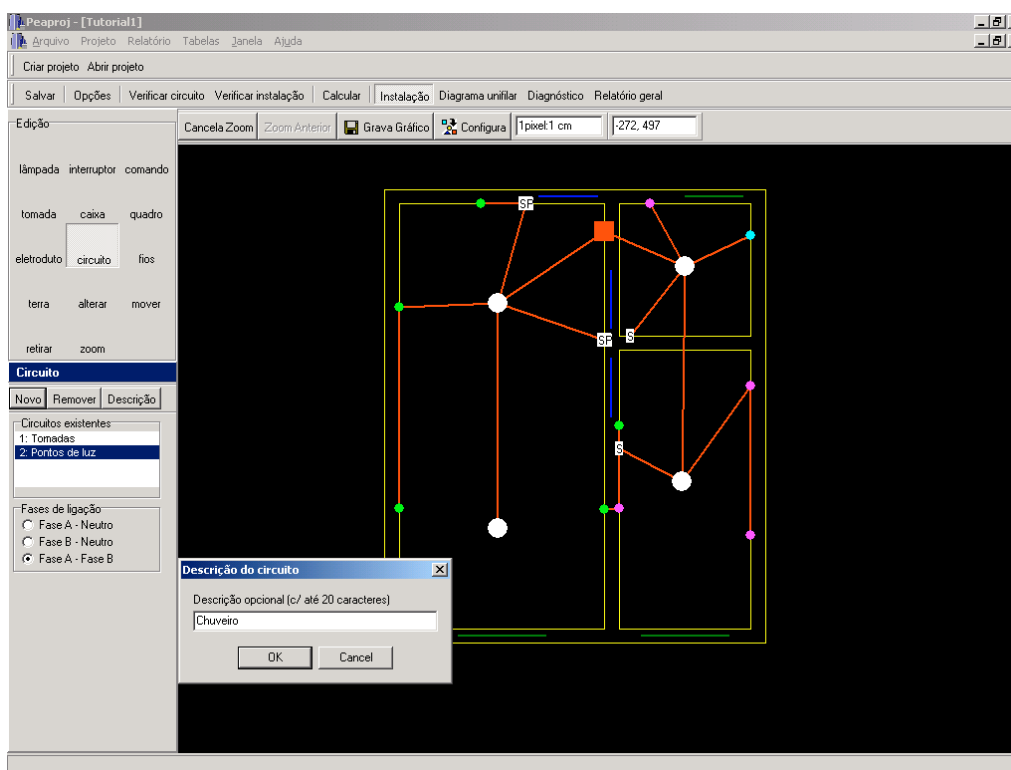 Peaproj - [Tutorial1]
Arquivo Projeto Relatório Tabelas Janela Ajuda
Criar projeto Abrir projeto
Salvar Opções Verificar circuito Verificar instalação Calcular Instalação Diagrama unifilar Diagnóstico Relatório geral
Edição
Cancela Zoom Zoom Anterior Grava Gráfico Configura 1pixel:1 cm -272, 497
lâmpada interruptor comando
tomada caixa quadro
eletroduto circuito fios
terra alterar mover
retirar zoom
Circuito
Novo Remover Descrição
Circuitos existentes
1: Tomadas
2: Pontos de luz
Fases de ligação
Fase A - Neutro
Fase B - Neutro
Fase A - Fase B
SP
SP
S
S
Descrição do circuito
Descrição opcional (c/ até 20 caracteres)
Chuveiro
OK Cancel